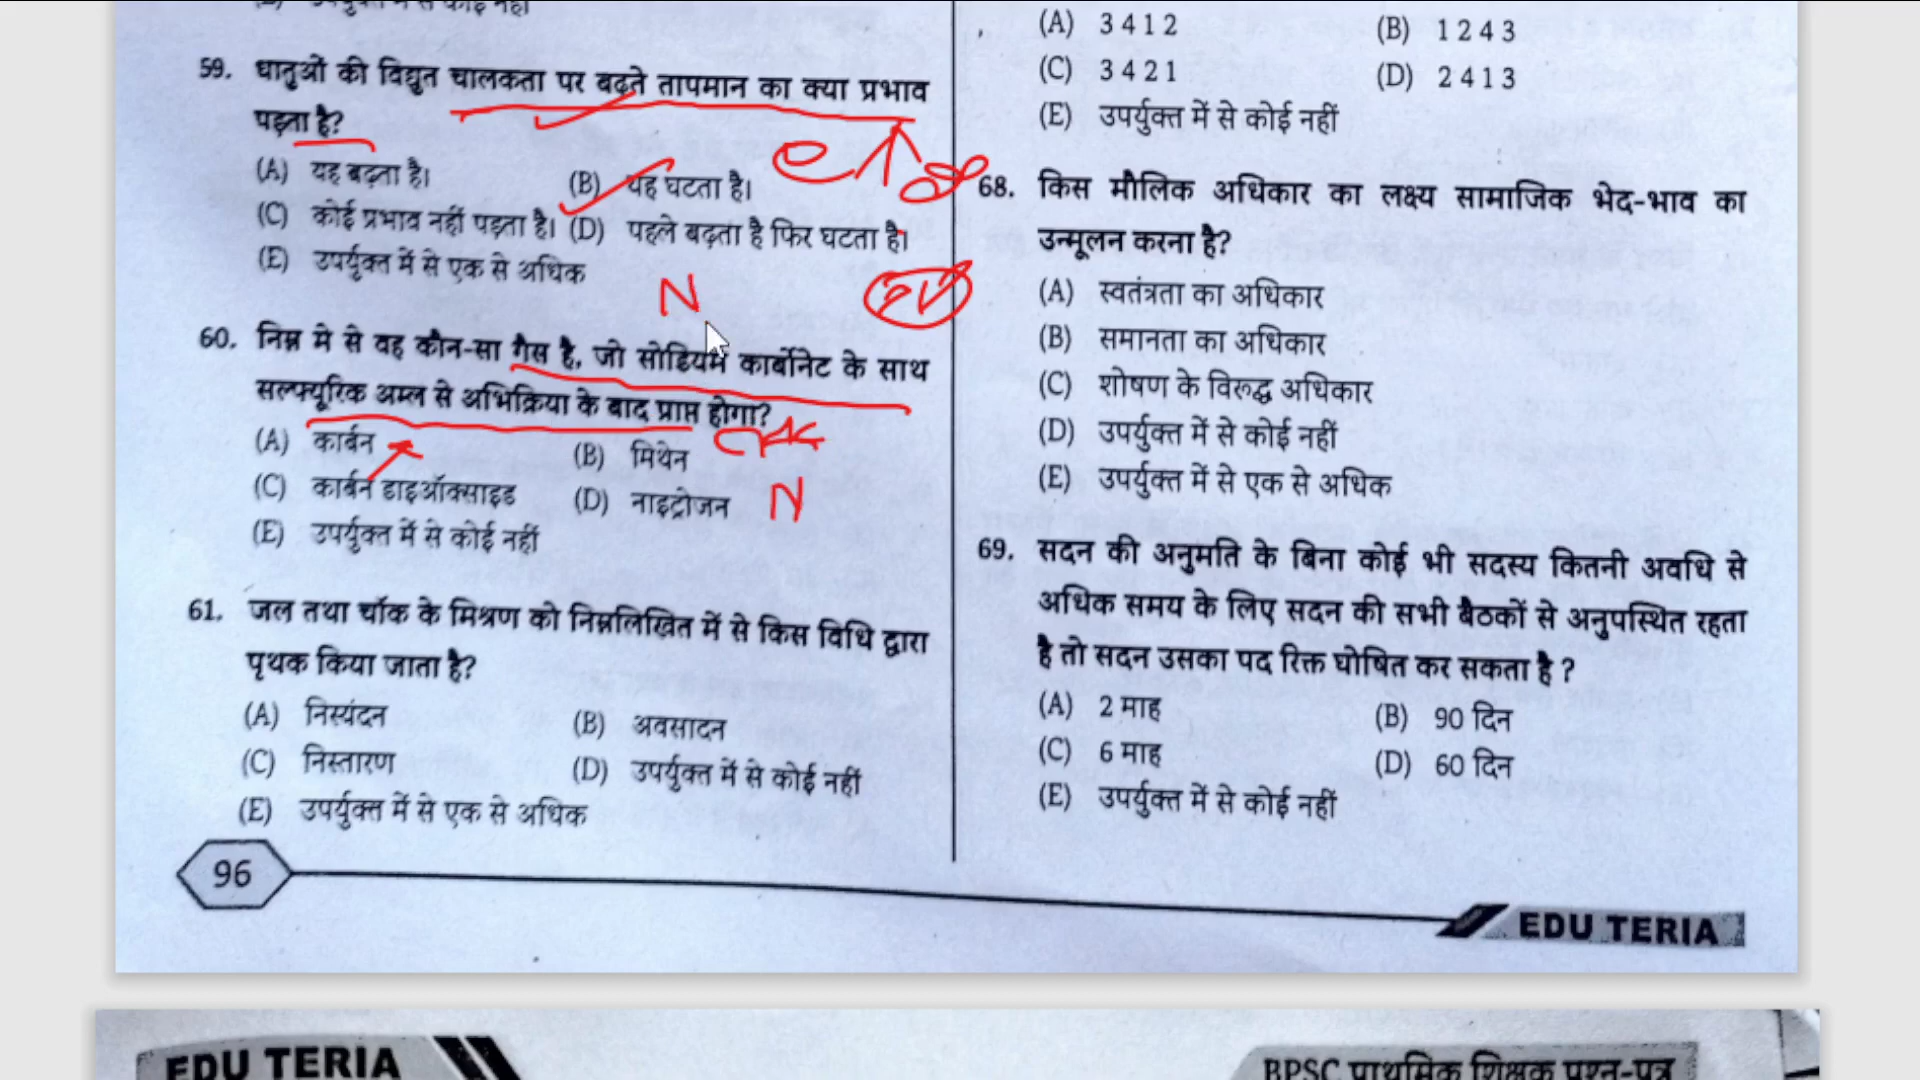 59. धातुओं की विद्युत चालकता पर बढ़ते तापमान का क्या प्रभाव
पड़ता है?
(A) यह बढ़ता है।
(B) यह घटता है।
(C) कोई प्रभाव नहीं पड़ता है।
(D) पहले बढ़ता है फिर घटता है।
(E) उपर्युक्त में से एक से अधिक
N
60. निम्न मे से वह कौन-सा गैस है, जो सोडियम कार्बोनेट के साथ
सल्फ्यूरिक अम्ल से अभिक्रिया के बाद प्राप्त होगा?
(A) कार्बन
(B) मिथेन
(C) कार्बन डाइऑक्साइड
(D) नाइट्रोजन N
(E) उपर्युक्त में से कोई नहीं
61. जल तथा चॉक के मिश्रण को निम्नलिखित में से किस विधि द्वारा
पृथक किया जाता है?
(A) निस्यंदन
(B) अवसादन
(C) निस्तारण
(D) उपर्युक्त में से कोई नहीं
(E) उपर्युक्त में से एक से अधिक
96
(A) 3 4 1 2
(B) 1 2 4 3
(C) 3 4 2 1
(D) 2 4 1 3
(E) उपर्युक्त में से कोई नहीं
68. किस मौलिक अधिकार का लक्ष्य सामाजिक भेद-भाव का
उन्मूलन करना है?
(A) स्वतंत्रता का अधिकार
(B) समानता का अधिकार
(C) शोषण के विरूद्ध अधिकार
(D) उपर्युक्त में से कोई नहीं
(E) उपर्युक्त में से एक से अधिक
69. सदन की अनुमति के बिना कोई भी सदस्य कितनी अवधि से
अधिक समय के लिए सदन की सभी बैठकों से अनुपस्थित रहता
है तो सदन उसका पद रिक्त घोषित कर सकता है ?
(A) 2 माह
(B) 90 दिन
(C) 6 माह
(D) 60 दिन
(E) उपर्युक्त में से कोई नहीं
EDU TERIA
EDU TERIA
BPSC प्राथमिक शिक्षक प्रश्न-पत्र